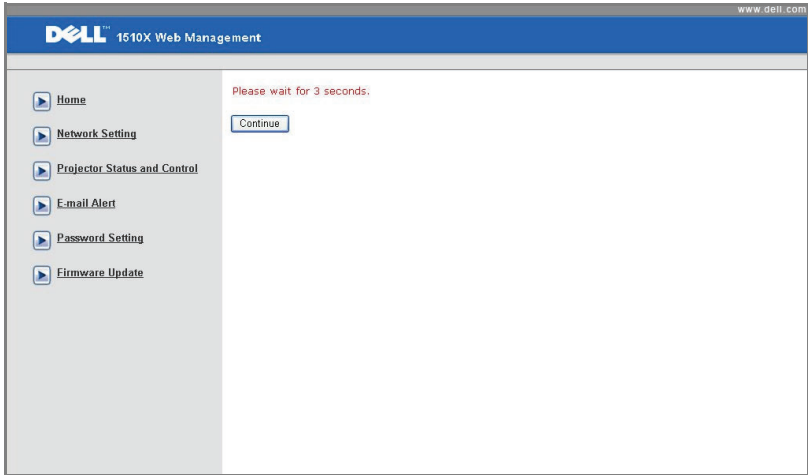 www.dell.com
DELL™ 1510X Web Management
Home
Network Setting
Projector Status and Control
E-mail Alert
Password Setting
Firmware Update
Please wait for 3 seconds.
Continue